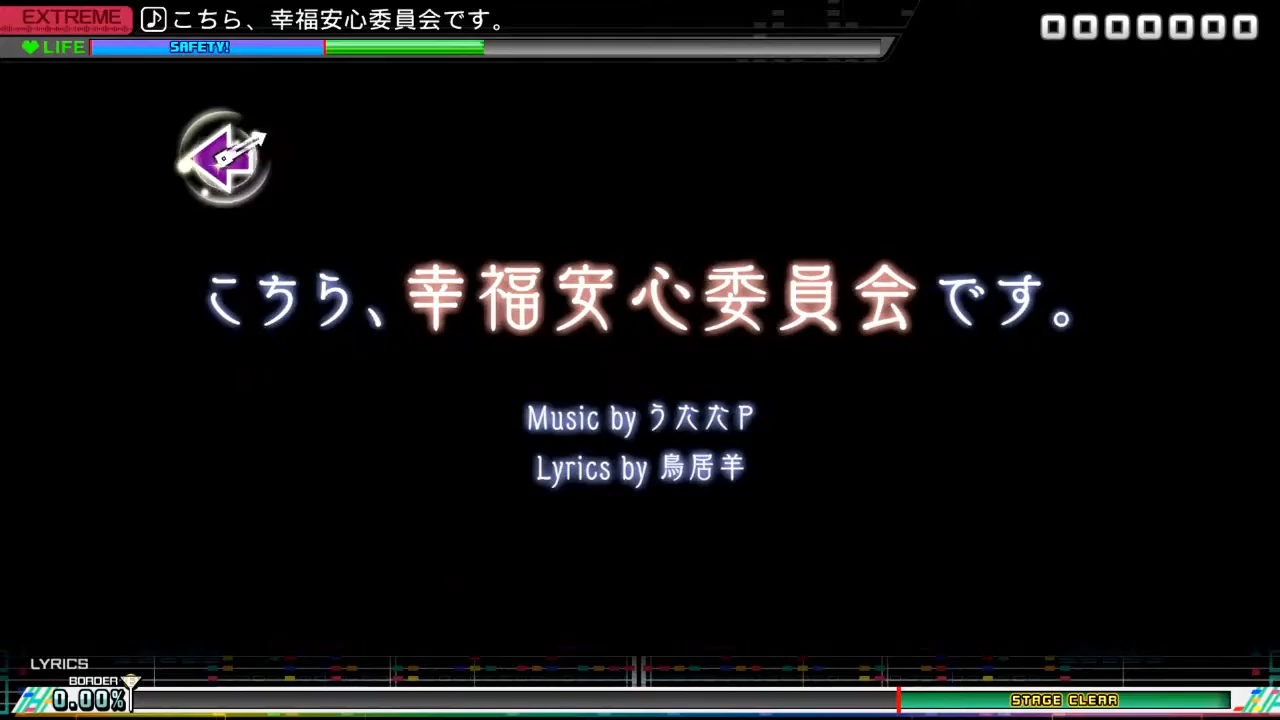 EXTREME
♪こちら、幸福安心委員会です。
0000000
LIFE
SAFETY!
こちら、幸福安心委員会です。
Music by うたたP
Lyrics by 鳥居羊
LYRICS
BORDER
0.00%
STAGE CLEAR